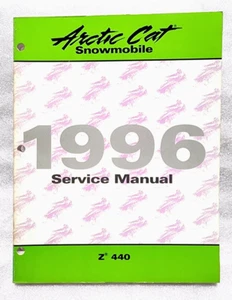 Arctic Cat
Snowmobile
1996
Service Manual
Z® 440